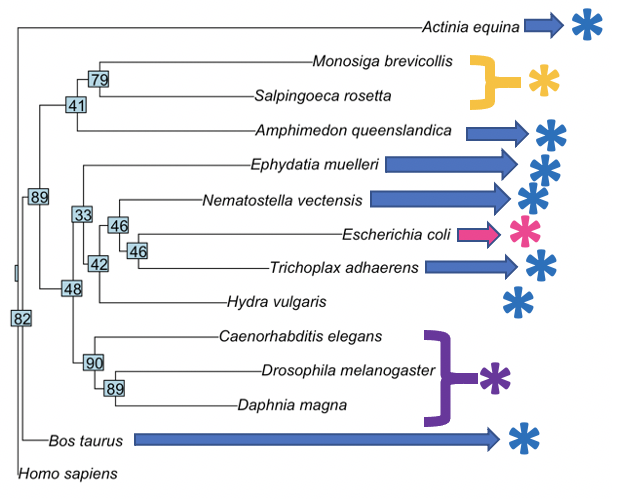 Actinia equina
Monosiga brevicollis
79
Salpingoeca rosetta
41
Amphimedon queenslandica
Ephydatia muelleri
89
Nematostella vectensis
33
46
Escherichia coli
46
42
Trichoplax adhaerens
48
Hydra vulgaris
82
Caenorhabditis elegans
90
Drosophila melanogaster
89
Daphnia magna
Bos taurus
Homo sapiens